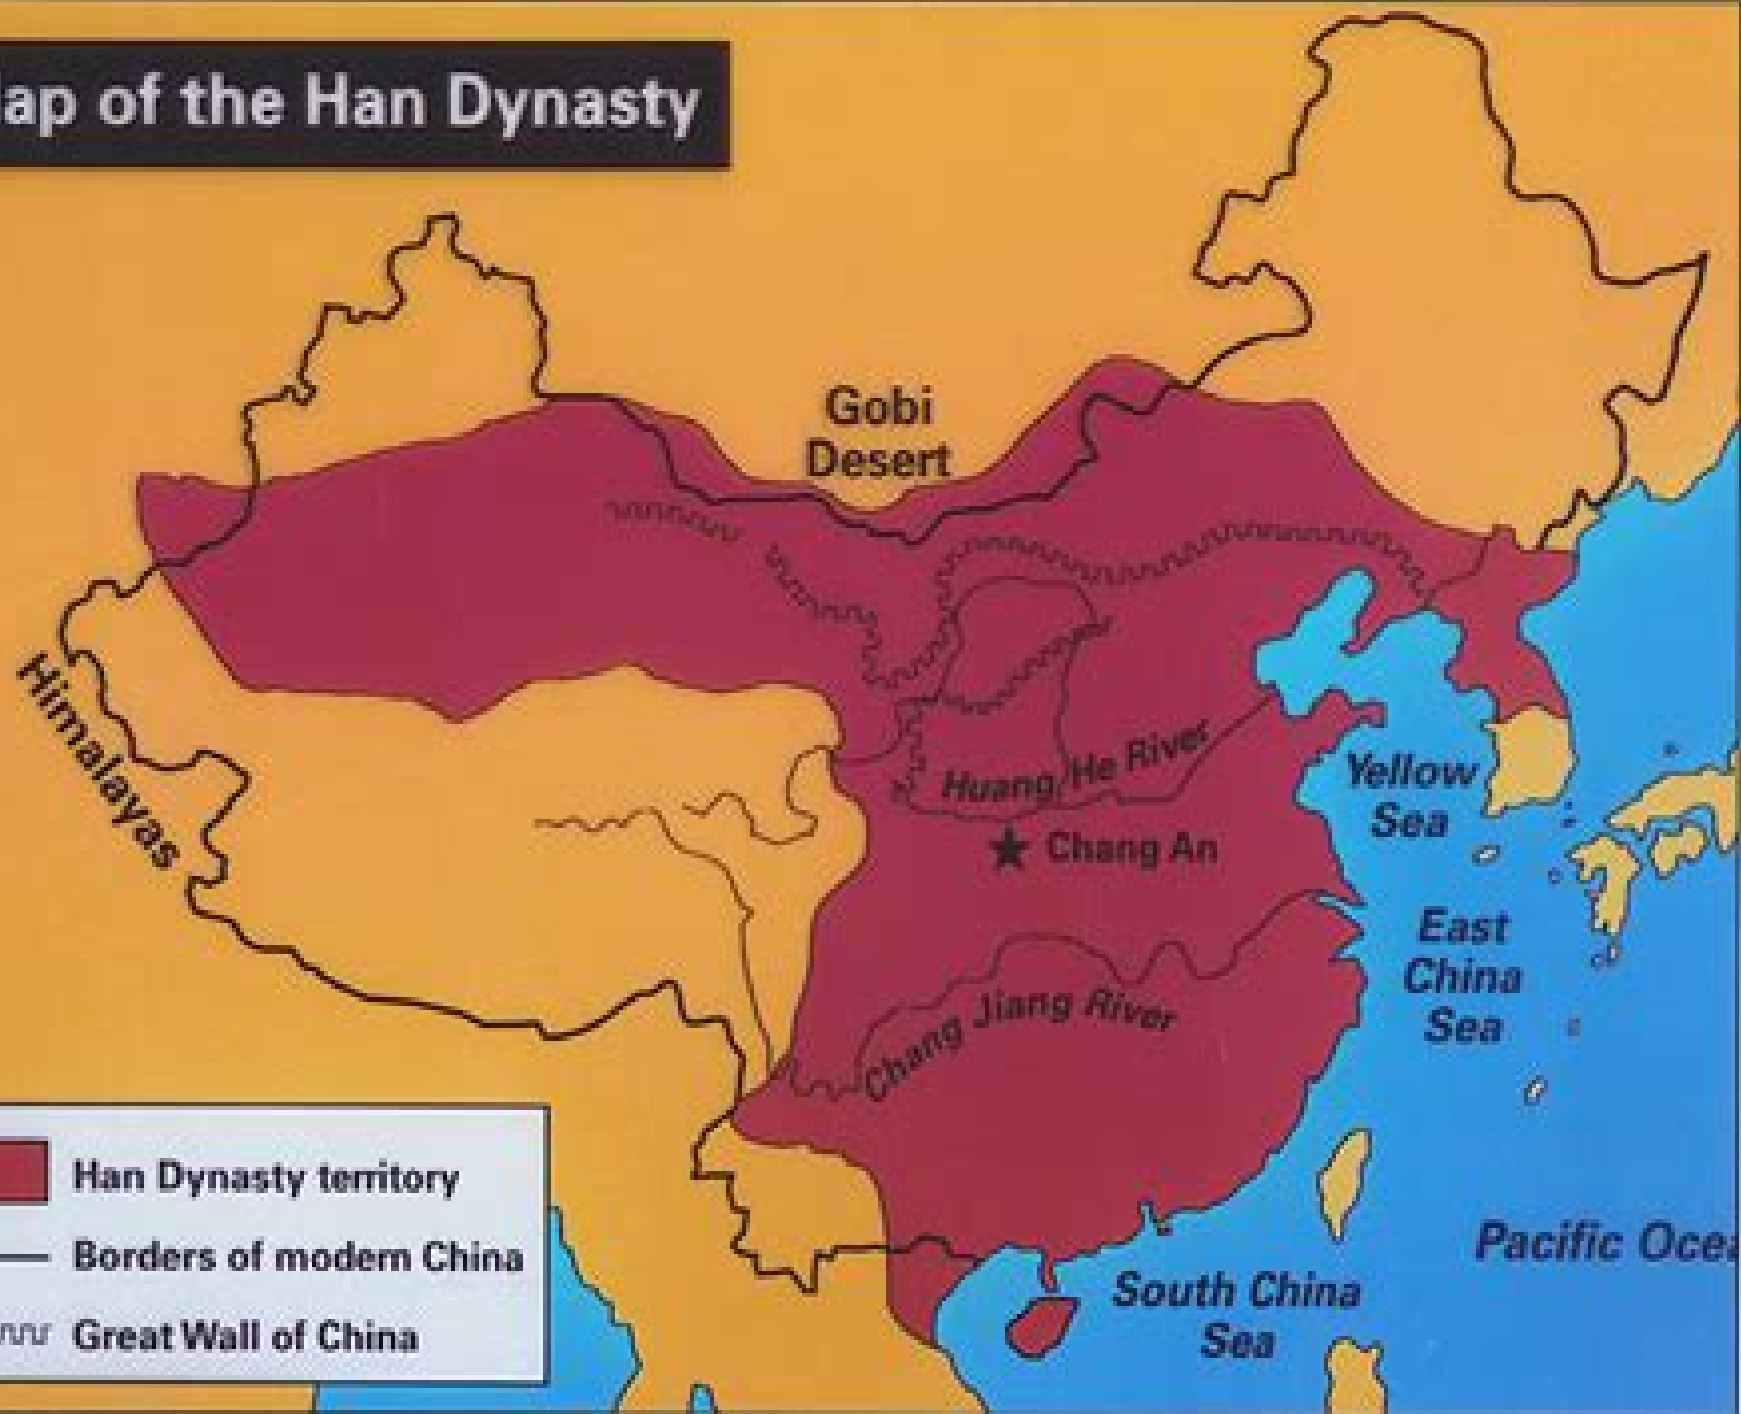 ap of the Han Dynasty
Gobi
Desert
Himalayas
Huang He River
Yellow
Sea
Chang An
East
China
Sea
Chang Jiang River
Han Dynasty territory
Borders of modern China
Great Wall of China
Pacific Ocea
South China
Sea